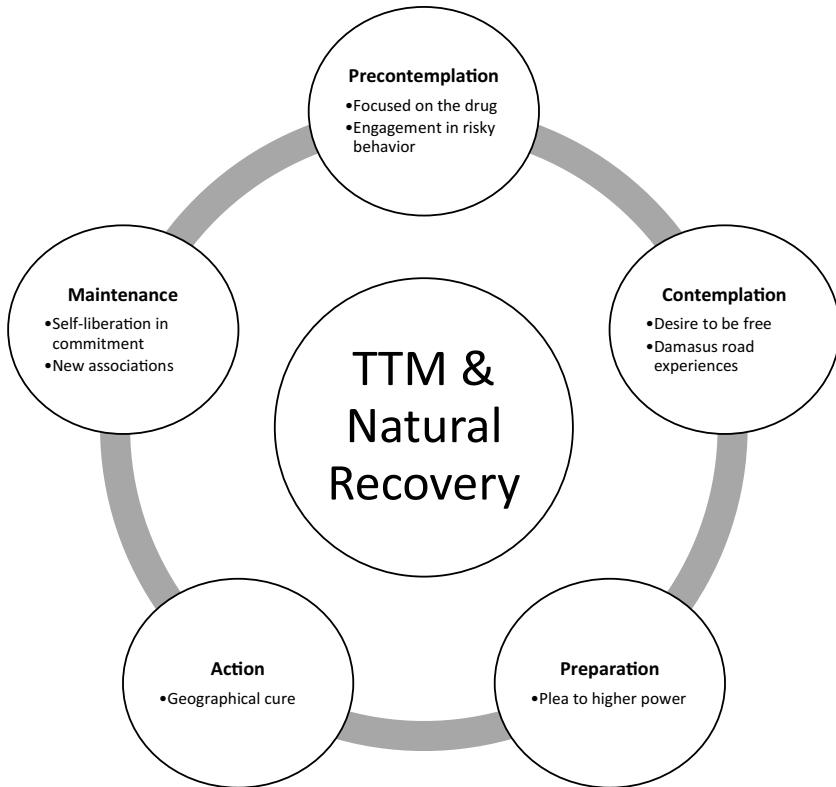 Precontemplation
•Focused on the drug
•Engagement in risky
behavior
Contemplation
•Desire to be free
•Damasus road
experiences
Preparation
•Plea to higher power
Action
•Geographical cure
Maintenance
•Self-liberation in
commitment
•New associations
TTM &
Natural
Recovery